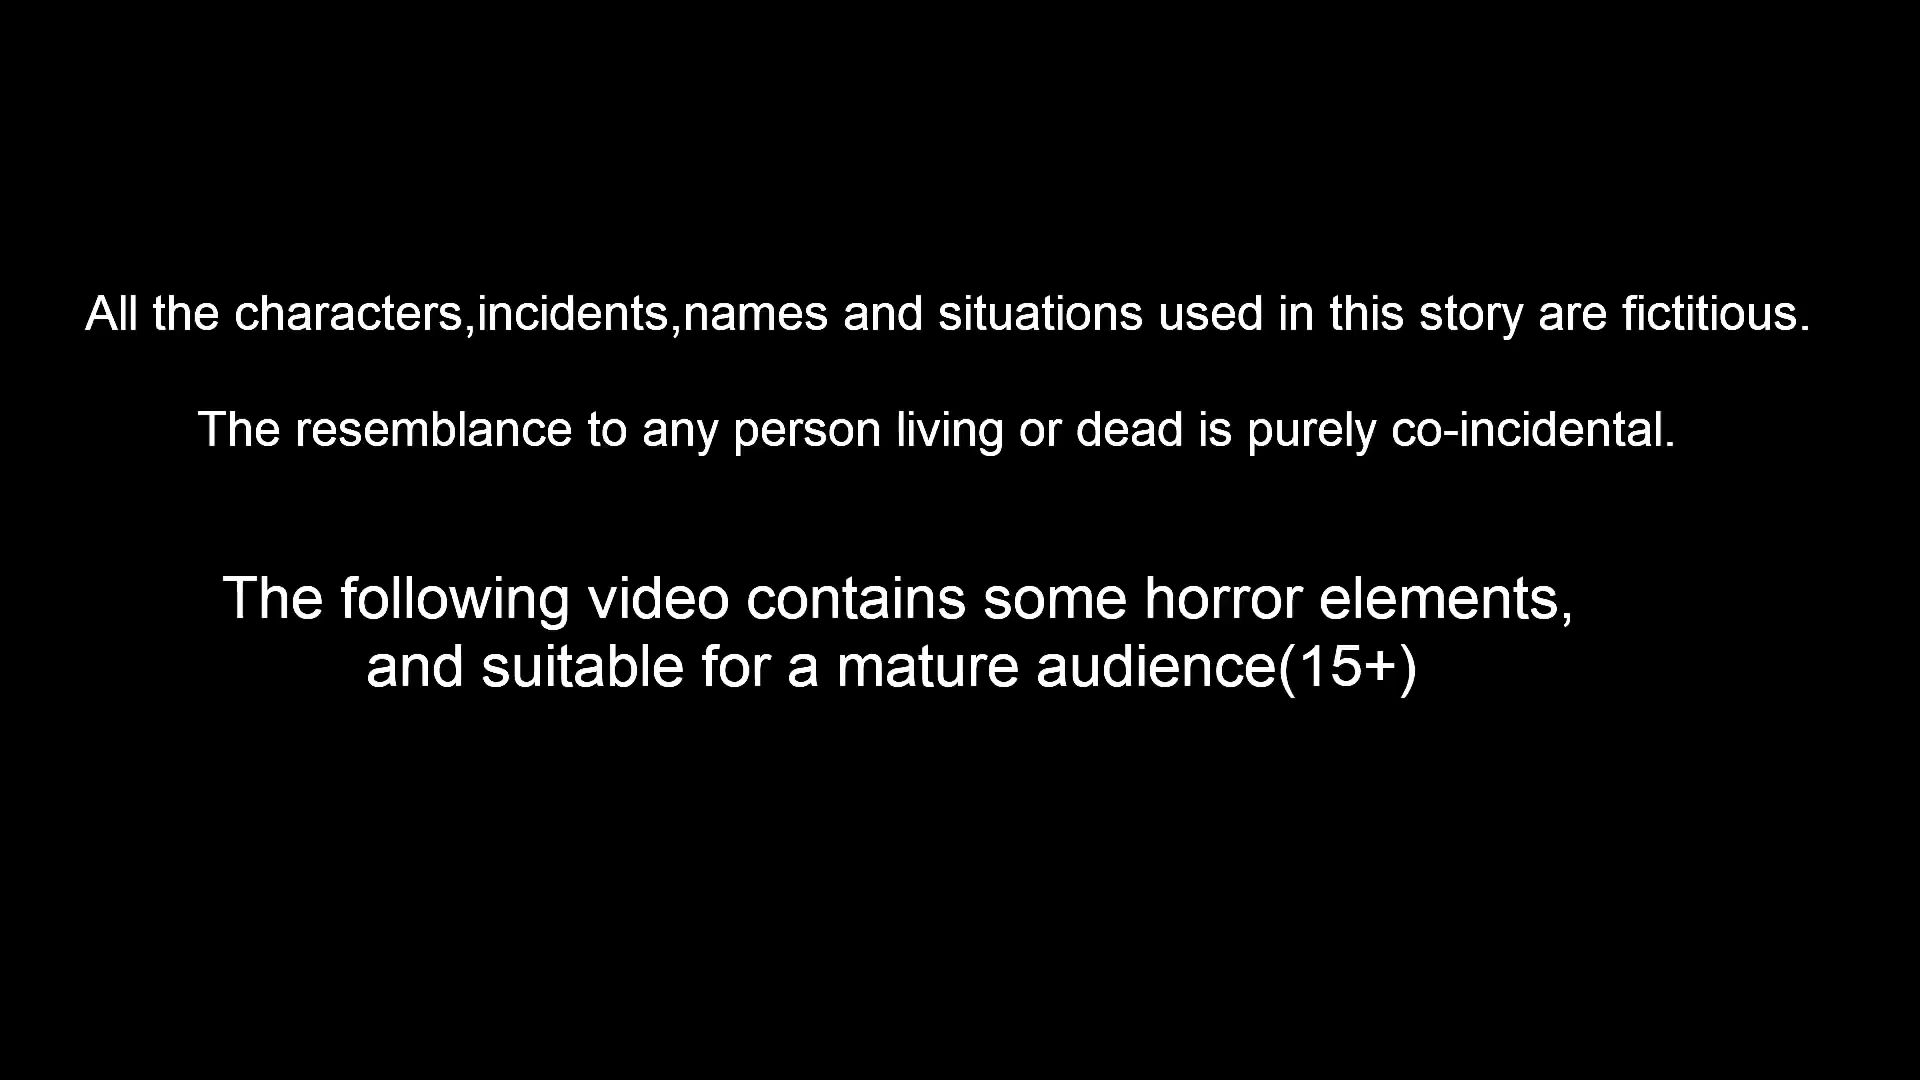 All the characters,incidents,names and situations used in this story are fictitious.
The resemblance to any person living or dead is purely co-incidental.
The following video contains some horror elements,
and suitable for a mature audience(15+)